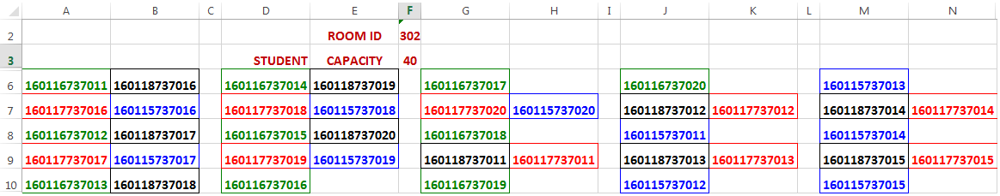 A B C D E F G H I J K L M N
2 ROOM ID 302
3 STUDENT CAPACITY 40
6 160116737011 160118737016 160116737014 160118737019 160116737017 160116737020 160115737013
7 160117737016 160115737016 160117737018 160115737018 160117737020 160115737020 160118737012 160117737012 160118737014 160117737014
8 160116737012 160118737017 160116737015 160118737020 160116737018 160115737011 160115737014
9 160117737017 160115737017 160117737019 160115737019 160118737011 160117737011 160118737013 160117737013 160118737015 160117737015
10 160116737013 160118737018 160116737016 160116737019 160115737012 160115737015